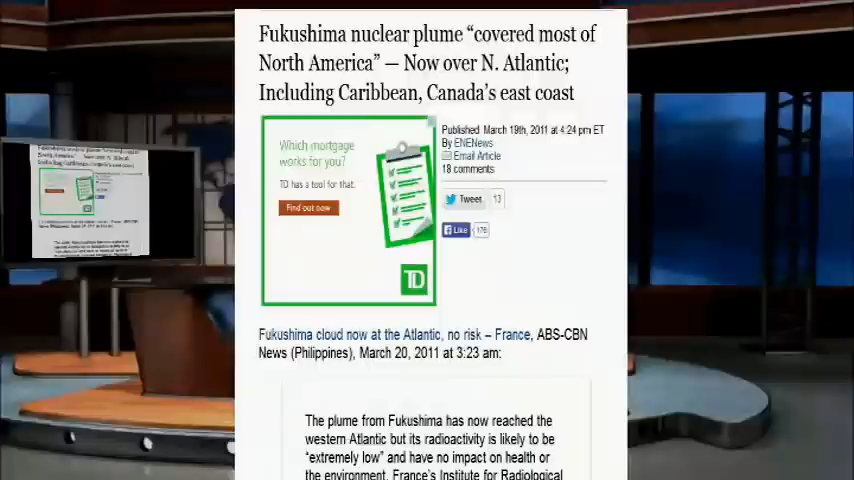 Fukushima nuclear plume “covered most of
North America” — Now over N. Atlantic;
Including Caribbean, Canada’s east coast
Which mortgage
works for you?
TD has a tool for that.
Find out now
TD
Published: March 19th, 2011 at 4:24 pm ET
By ENENews
Email Article
18 comments
Tweet 13
Like 176
Fukushima cloud now at the Atlantic, no risk – France, ABS-CBN
News (Philippines), March 20, 2011 at 3:23 am:
The plume from Fukushima has now reached the
western Atlantic but its radioactivity is likely to be
“extremely low” and have no impact on health or
the environment, France’s Institute for Radiological